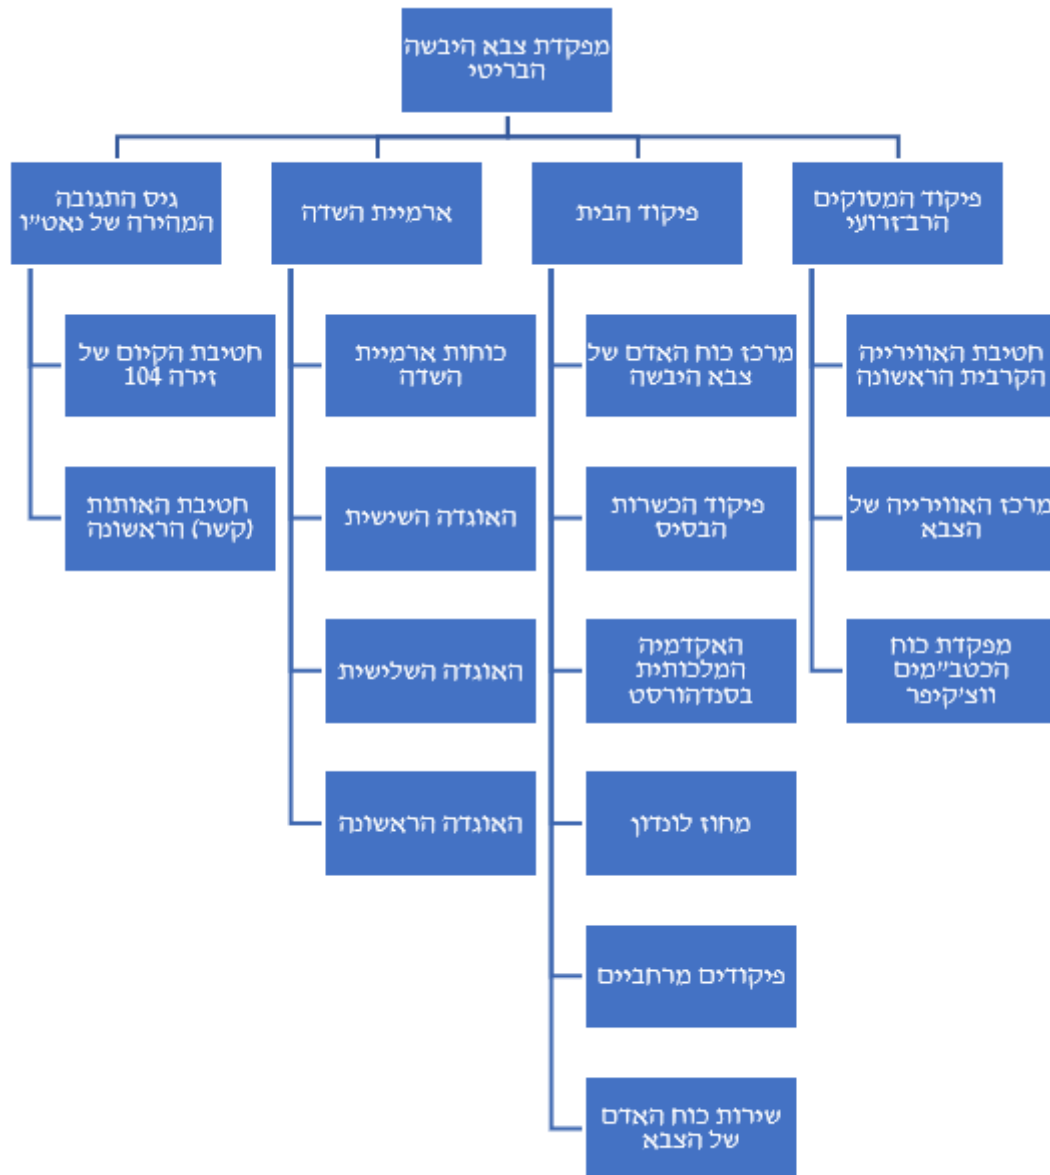 מפקדת צבא היבשה
הבריטי
פיקוד המסוקים
הרב־זרועי
פיקוד הבית
ארמיית השדה
גיס התגובה
המהירה של נאט״ו
חטיבת האווירייה
הקרבית הראשונה
מרכז האווירייה של
הצבא
מפקדת כוח
הכטב״מים
ווצ׳קיפר
מרכז כוח האדם של
צבא היבשה
פיקוד הכשרות
הבסיס
האקדמיה
המלכותית
בסנדהורסט
מחוז לונדון
פיקודים מרחביים
שירות כוח האדם
של הצבא
כוחות ארמיית
השדה
האוגדה השישית
האוגדה השלישית
האוגדה הראשונה
חטיבת הקיום של
זירה 104
חטיבת האותות
(קשר) הראשונה